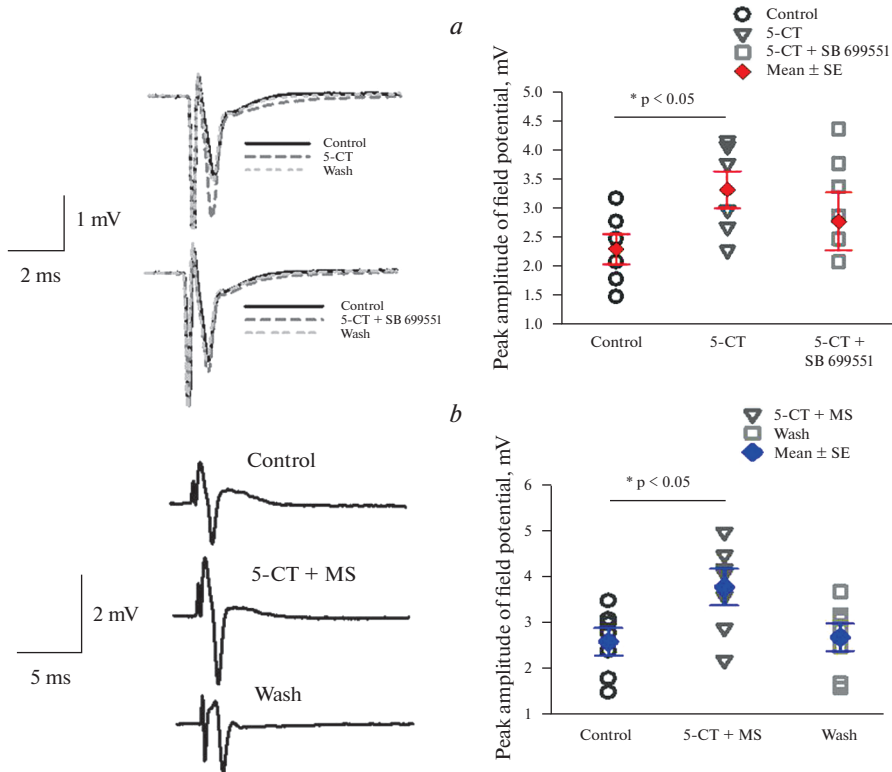 a
Control
5-CT
5-CT + SB 699551
Mean ± SE
Control
5-CT
Wash
1 mV
2 ms
Control
5-CT + SB 699551
Wash
Peak amplitude of field potential, mV
5.0
4.5
4.0
3.5
3.0
2.5
2.0
1.5
1.0
* p < 0.05
Control
5-CT
5-CT +
SB 699551
b
5-CT + MS
Wash
Mean ± SE
Control
5-CT + MS
Wash
2 mV
5 ms
Peak amplitude of field potential, mV
6
5
4
3
2
1
* p < 0.05
Control
5-CT + MS
Wash